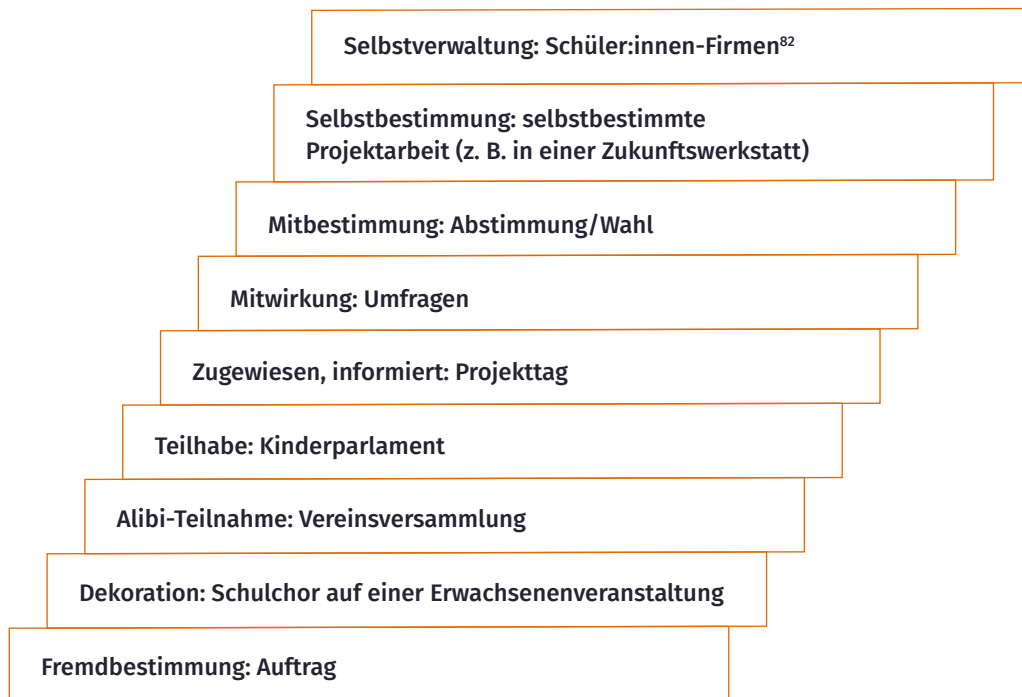 Selbstverwaltung: Schüler:innen-Firmen⁸²
Selbstbestimmung: selbstbestimmte
Projektarbeit (z. B. in einer Zukunftswerkstatt)
Mitbestimmung: Abstimmung/Wahl
Mitwirkung: Umfragen
Zugewiesen, informiert: Projekttag
Teilhabe: Kinderparlament
Alibi-Teilnahme: Vereinsversammlung
Dekoration: Schulchor auf einer Erwachsenenveranstaltung
Fremdbestimmung: Auftrag